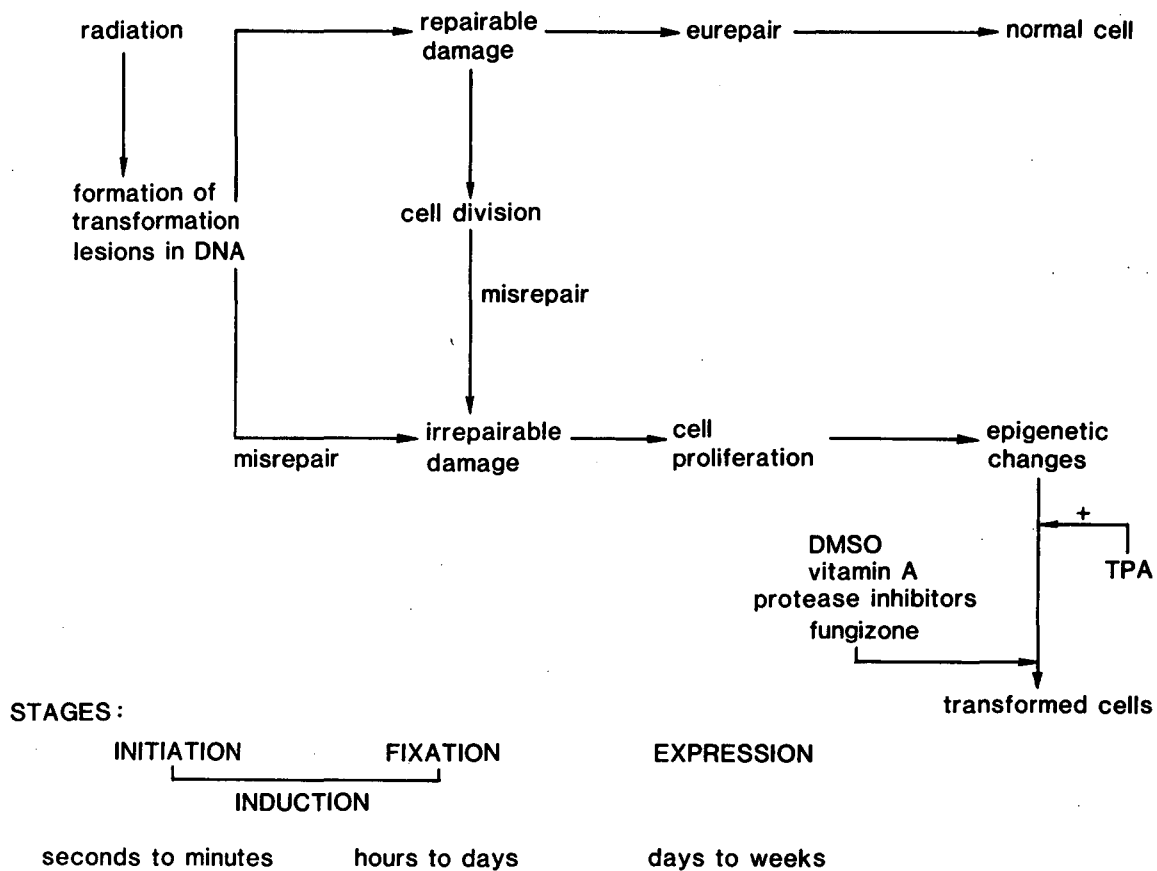 radiation
repairable
damage
eurepair
normal cell
formation of
transformation
lesions in DNA
cell division
misrepair
misrepair
irrepairable
damage
cell
proliferation
epigenetic
changes
+
TPA
DMSO
vitamin A
protease inhibitors
fungizone
transformed cells
STAGES:
INITIATION FIXATION EXPRESSION
INDUCTION
seconds to minutes hours to days days to weeks